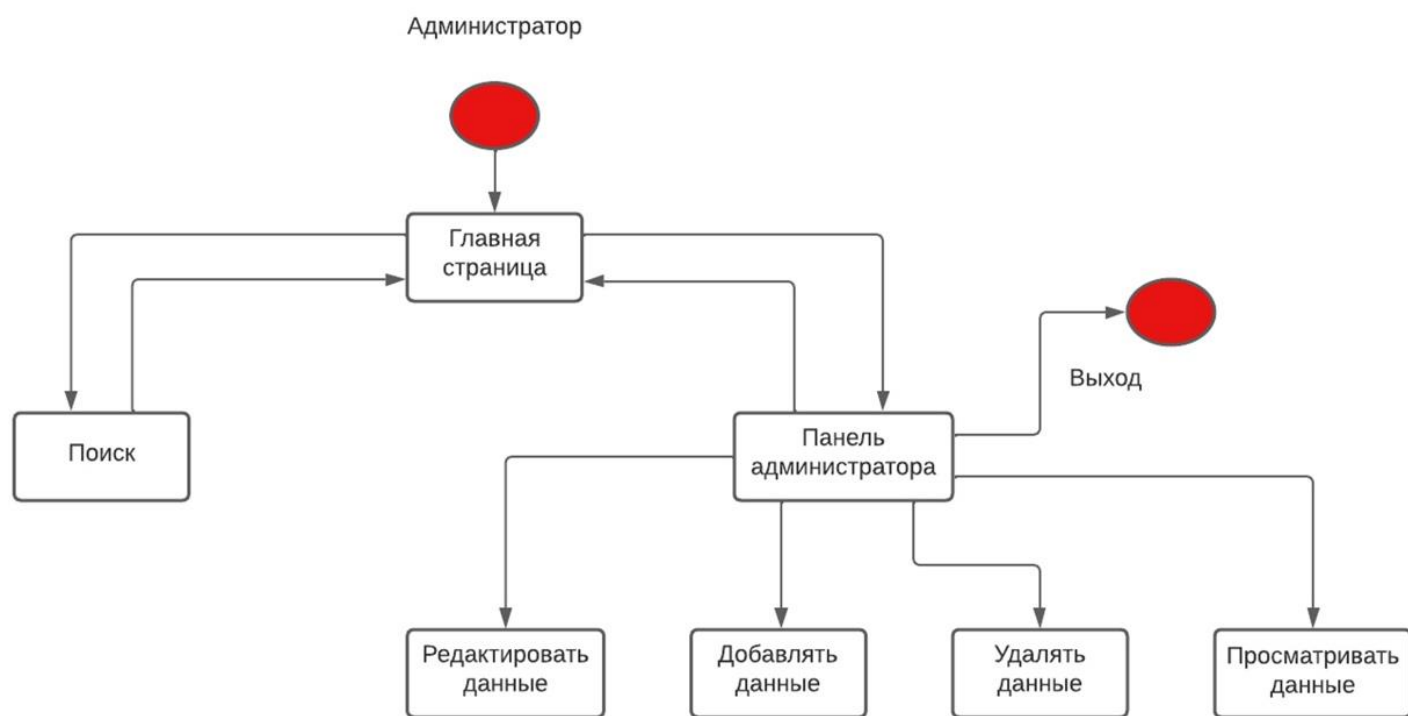 Администратор
Главная
страница
Выход
Поиск
Панель
администратора
Редактировать
данные
Добавлять
данные
Удалять
данные
Просматривать
данные